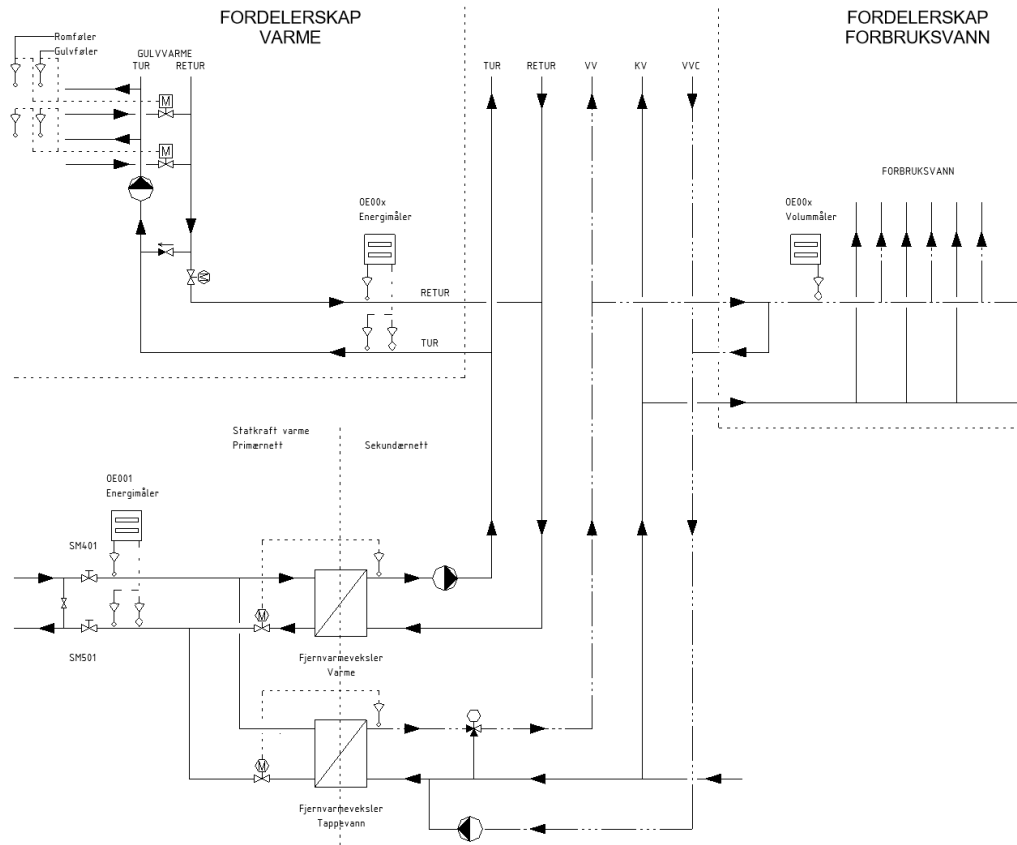 FORDELERSKAP
VARME
FORDELERSKAP
FORBRUKSVANN
Romføler
Gulvføler
GULVVARME
TUR RETUR
TUR RETUR VV KV VVC
M
M
FORBRUKSVANN
OE00x
Energimåler
OE00x
Volummåler
M
RETUR
TUR
Statkraft varme
Primærnett
Sekundærnett
OE001
Energimåler
SM401
M
SM501
Fjernvarmeveksler
Varme
M
Fjernvarmeveksler
Tappevann